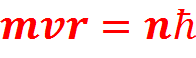 mvr = nħ